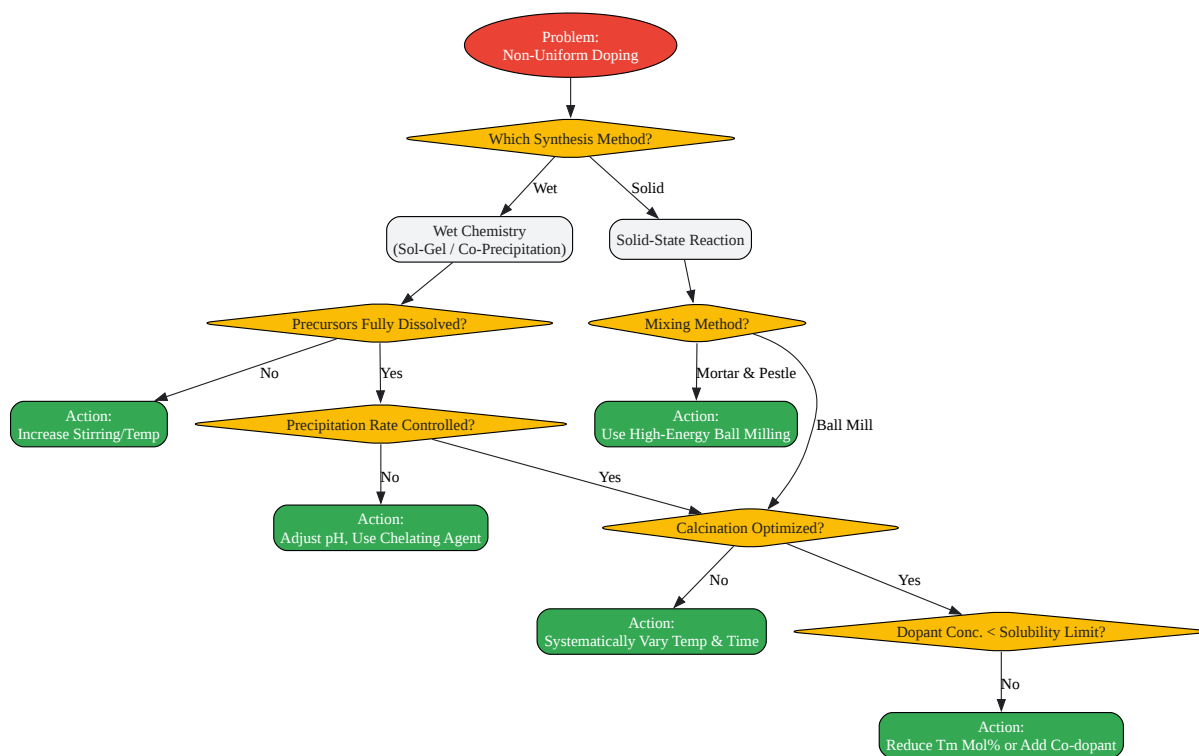 Problem:
Non-Uniform Doping
Which Synthesis Method?
Wet
Solid
Wet Chemistry
(Sol-Gel / Co-Precipitation)
Solid-State Reaction
Precursors Fully Dissolved?
Mixing Method?
No
Yes
Mortar & Pestle
Action:
Increase Stirring/Temp
Precipitation Rate Controlled?
Action:
Use High-Energy Ball Milling
Ball Mill
No
Yes
Action:
Adjust pH, Use Chelating Agent
Calcination Optimized?
No
Yes
Action:
Systematically Vary Temp & Time
Dopant Conc. < Solubility Limit?
No
Action:
Reduce Tm Mol% or Add Co-dopant